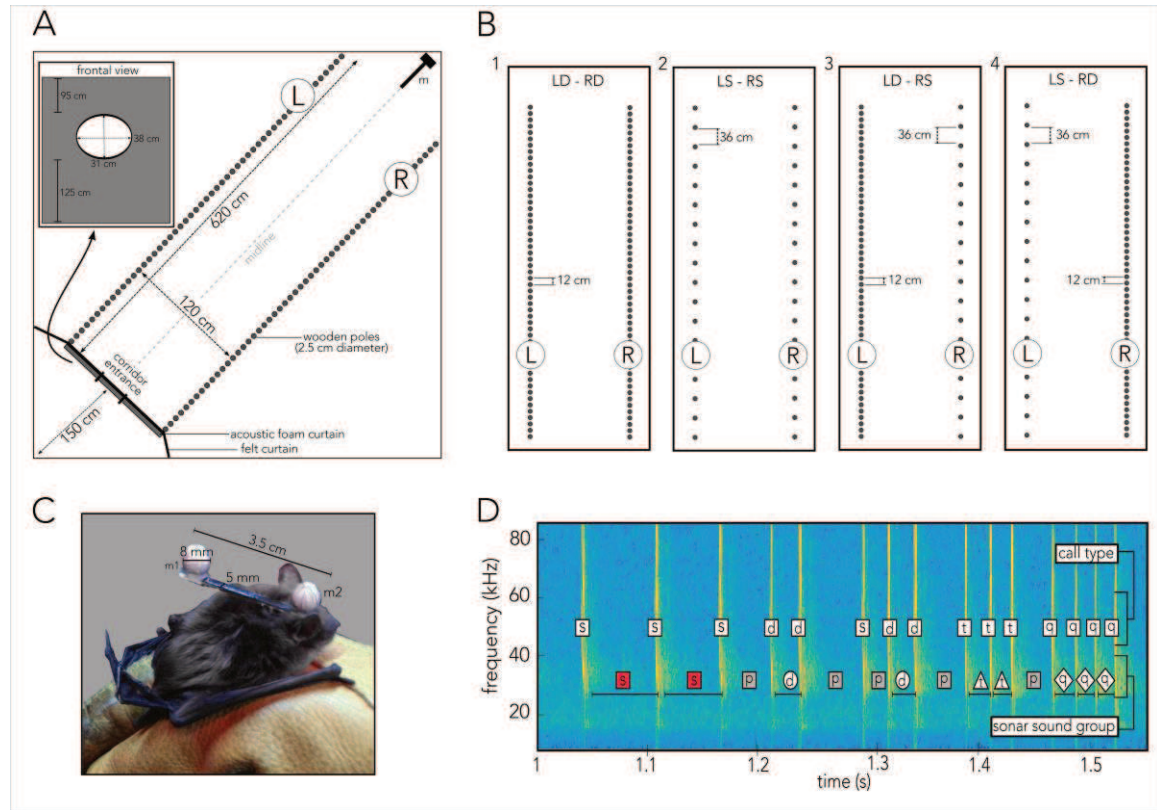 A
frontal view
95 cm
38 cm
31 cm
125 cm
L
m
R
620 cm
midline
120 cm
wooden poles
(2.5 cm diameter)
corridor
entrance
150 cm
acoustic foam curtain
felt curtain
B
1
LD - RD
12 cm
L
R
2
LS - RS
36 cm
L
R
3
LD - RS
36 cm
12 cm
L
R
4
LS - RD
36 cm
12 cm
L
R
C
3.5 cm
8 mm
m1
5 mm
m2
D
frequency (kHz)
80
60
40
20
call type
s s s d d s d d t t t q q q q
s s p d p p d p t t p q q q
sonar sound group
1 1.1 1.2 1.3 1.4 1.5
time (s)